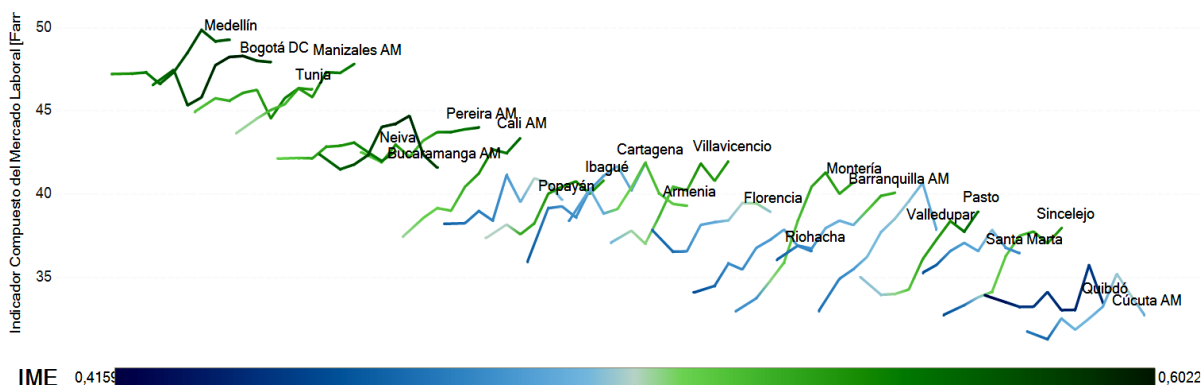 Indicador Compuesto del Mercado Laboral [Farr
50
45
40
35
Medellín
Bogotá DC
Manizales AM
Tunja
Pereira AM
Cali AM
Neiva
Bucaramanga AM
Cartagena
Villavicencio
Ibagué
Popayán
Armenia
Montería
Barranquilla AM
Florencia
Pasto
Valledupar
Sincelejo
Riohacha
Santa Marta
Quibdó
Cúcuta AM
IME
0,4159
0,6022